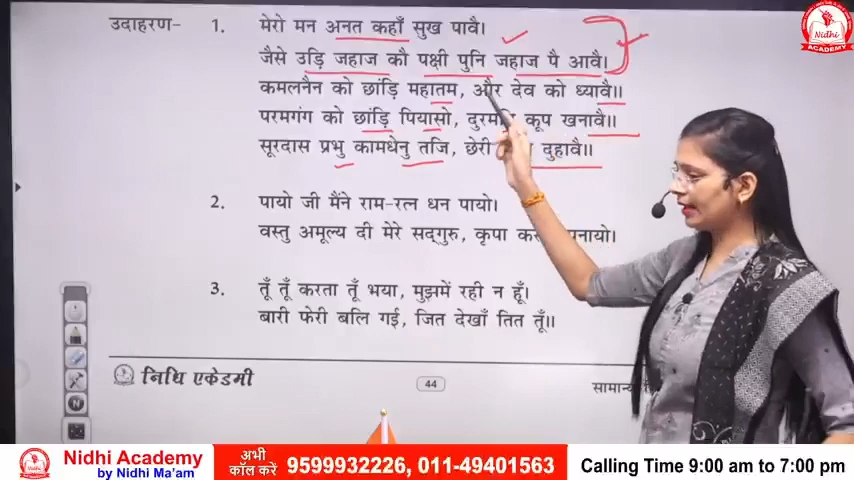 उदाहरण- 1. मेरो मन अनत कहाँ सुख पावै।
जैसे उड़ि जहाज कौ पक्षी पुनि जहाज पै आवै।
कमलनैन को छांड़ि महातम, और देव को ध्यावै॥
परमगंग को छांड़ि पियासो, दुरमति कूप खनावै॥
सूरदास प्रभु कामधेनु तजि, छेरी दुहावै॥
2. पायो जी मैंने राम-रत्न धन पायो।
वस्तु अमूल्य दी मेरे सद्‌गुरु, कृपा
3. तूँ तूँ करता तूँ भया, मुझमें रही न हूँ।
बारी फेरी बलि गई, जित देखाँ तित तूँ॥
निधि एकेडमी
44
Nidhi
ACADEMY
Nidhi Academy
by Nidhi Ma'am
अभी
कॉल करें
9599932226, 011-49401563
Calling Time 9:00 am to 7:00 pm